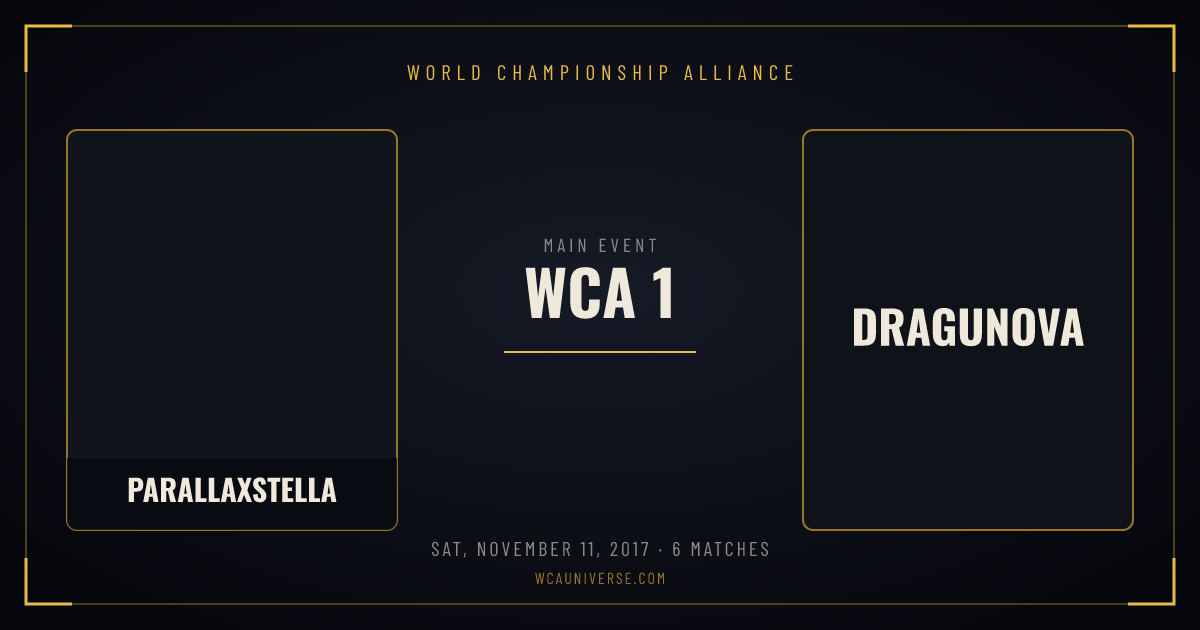 WORLD CHAMPIONSHIP ALLIANCE
MAIN EVENT
WCA 1
DRAGUNOVA
PARALLAXSTELLA
SAT, NOVEMBER 11, 2017 · 6 MATCHES
WCAUNIVERSE.COM